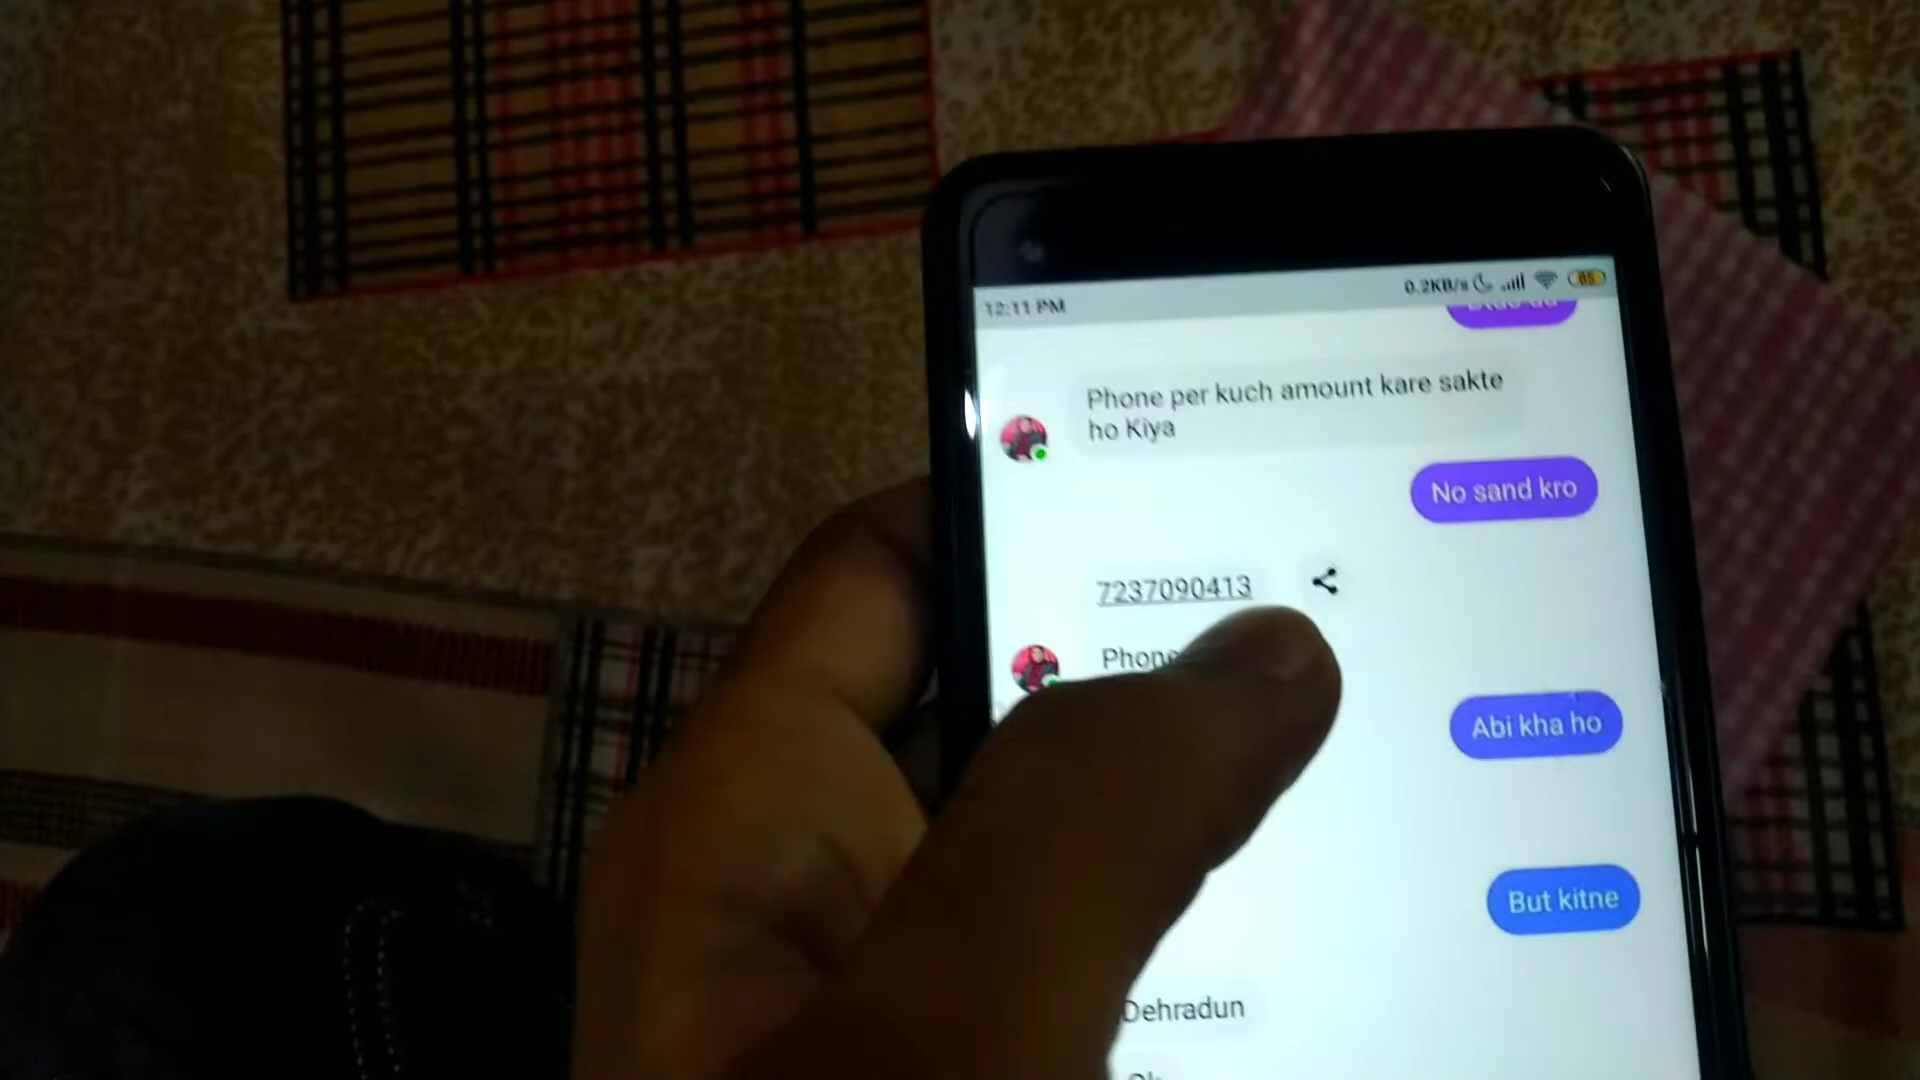 12:11 PM
0.2KB/s
85
Phone per kuch amount kare sakte
ho Kiya
No sand kro
7237090413
Phone
Abi kha ho
But kitne
Dehradun